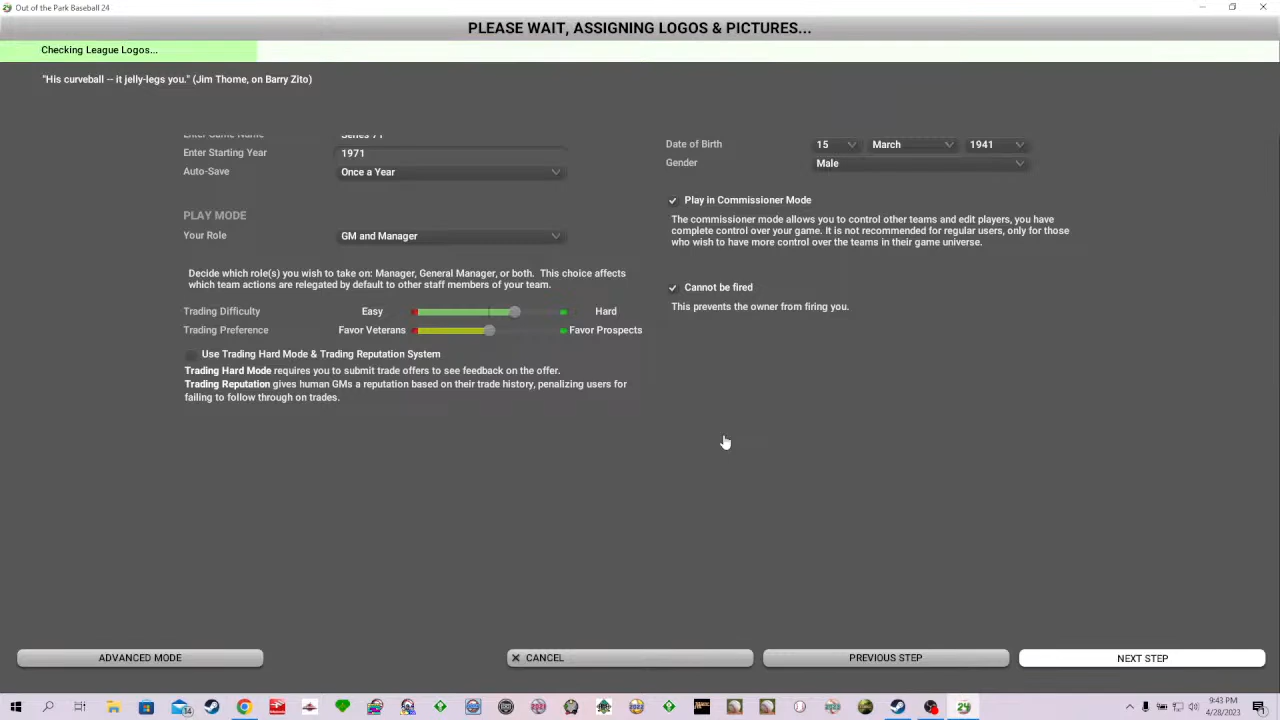 Out of the Park Baseball 24
PLEASE WAIT, ASSIGNING LOGOS & PICTURES...
Checking League Logos...
"His curveball -- it jelly-legs you." (Jim Thome, on Barry Zito)
Enter Game Name Series 71
Enter Starting Year 1971
Auto-Save Once a Year
PLAY MODE
Your Role GM and Manager
Decide which role(s) you wish to take on: Manager, General Manager, or both. This choice affects
which team actions are relegated by default to other staff members of your team.
Trading Difficulty Easy Hard
Trading Preference Favor Veterans Favor Prospects
Use Trading Hard Mode & Trading Reputation System
Trading Hard Mode requires you to submit trade offers to see feedback on the offer.
Trading Reputation gives human GMs a reputation based on their trade history, penalizing users for
failing to follow through on trades.
Date of Birth 15 March 1941
Gender Male
Play in Commissioner Mode
The commissioner mode allows you to control other teams and edit players, you have
complete control over your game. It is not recommended for regular users, only for those
who wish to have more control over the teams in their game universe.
Cannot be fired
This prevents the owner from firing you.
ADVANCED MODE CANCEL PREVIOUS STEP NEXT STEP
9:43 PM
4/28/2023